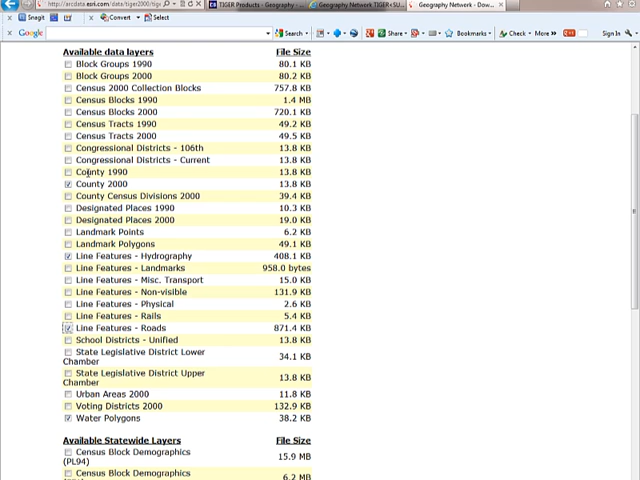 http://arcdata.esri.com/data/tiger2000/tige
TIGER Products - Geography - ...
Geography Network TIGER+SU...
Geography Network - Dow...
Snagit
Convert
Select
Google
Search
Share
Bookmarks
Check
More »
Sign In
Available data layers File Size
Block Groups 1990 80.1 KB
Block Groups 2000 80.2 KB
Census 2000 Collection Blocks 757.8 KB
Census Blocks 1990 1.4 MB
Census Blocks 2000 720.1 KB
Census Tracts 1990 49.2 KB
Census Tracts 2000 49.5 KB
Congressional Districts - 106th 13.8 KB
Congressional Districts - Current 13.8 KB
County 1990 13.8 KB
County 2000 13.8 KB
County Census Divisions 2000 39.4 KB
Designated Places 1990 10.3 KB
Designated Places 2000 19.0 KB
Landmark Points 6.2 KB
Landmark Polygons 49.1 KB
Line Features - Hydrography 408.1 KB
Line Features - Landmarks 958.0 bytes
Line Features - Misc. Transport 15.0 KB
Line Features - Non-visible 131.9 KB
Line Features - Physical 2.6 KB
Line Features - Rails 5.4 KB
Line Features - Roads 871.4 KB
School Districts - Unified 13.8 KB
State Legislative District Lower
Chamber 34.1 KB
State Legislative District Upper
Chamber 13.8 KB
Urban Areas 2000 11.8 KB
Voting Districts 2000 132.9 KB
Water Polygons 38.2 KB
Available Statewide Layers File Size
Census Block Demographics
(PL94) 15.9 MB
Census Block Demographics
6.2 MB